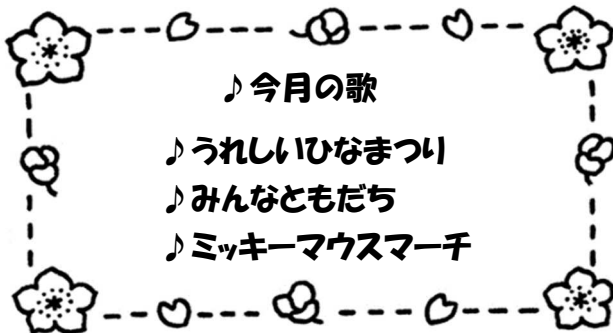 ♪今月の歌
♪うれしいひなまつり
♪みんなともだち
♪ミッキーマウスマーチ